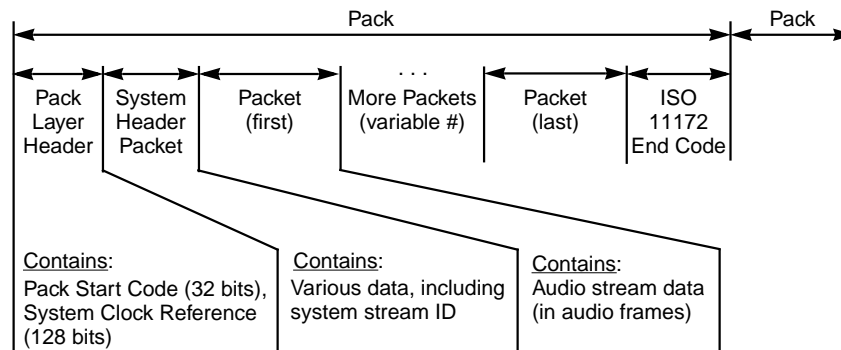 Pack
Pack
Pack
Layer
Header
System
Header
Packet
Packet
(first)
. . .
More Packets
(variable #)
Packet
(last)
ISO
11172
End Code
Contains:
Pack Start Code (32 bits),
System Clock Reference
(128 bits)
Contains:
Various data, including
system stream ID
Contains:
Audio stream data
(in audio frames)